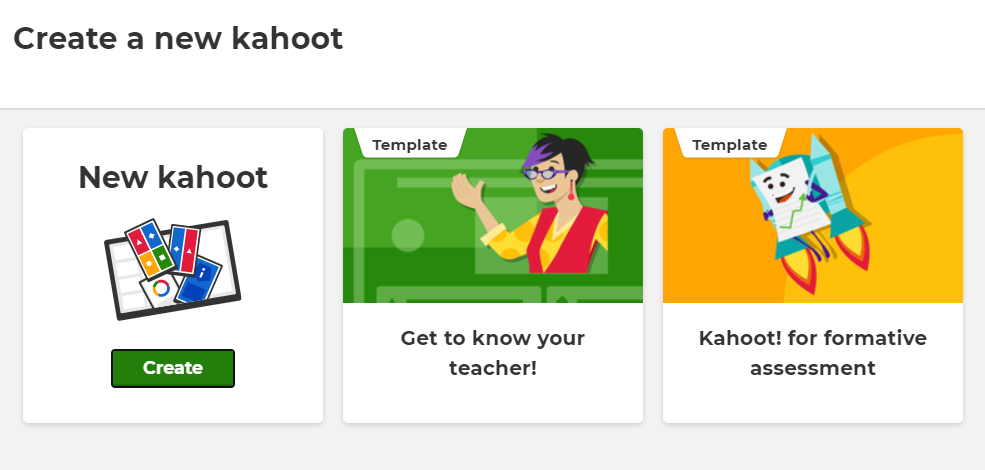 Create a new kahoot
New kahoot
Create
Template
Get to know your
teacher!
Template
Kahoot! for formative
assessment